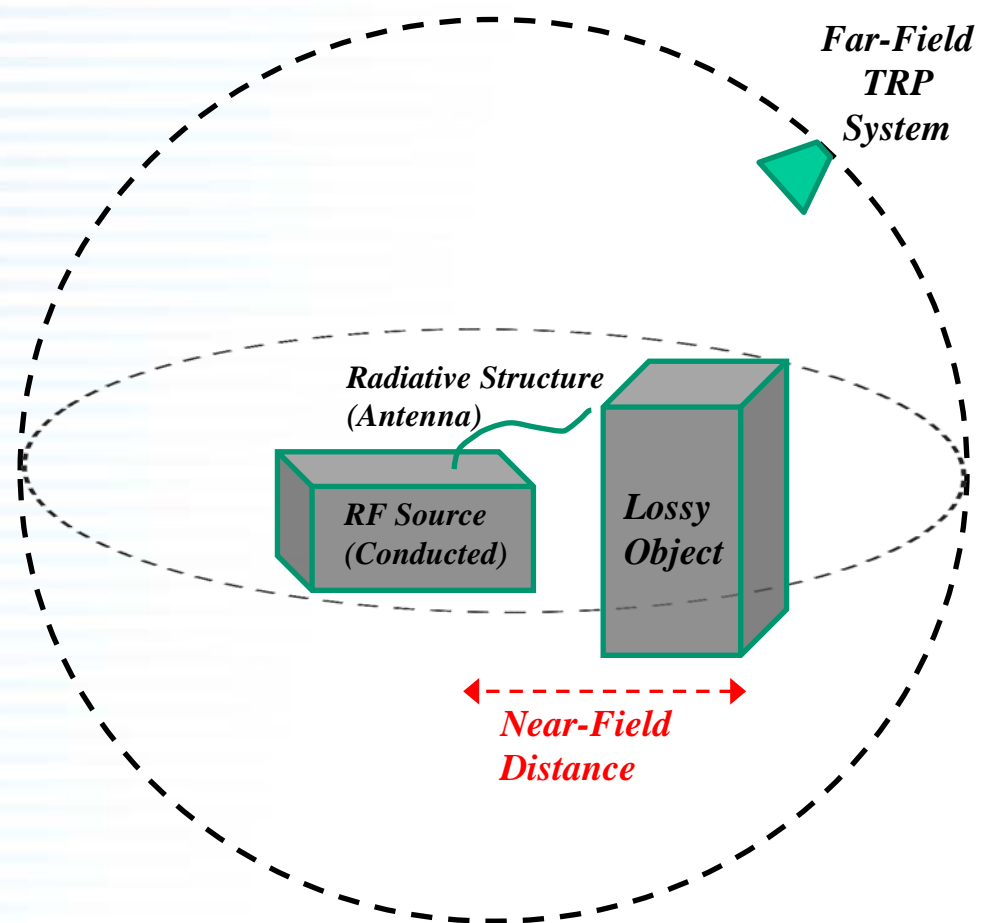 Far-Field
TRP
System
Radiative Structure
(Antenna)
RF Source
(Conducted)
Lossy
Object
Near-Field
Distance